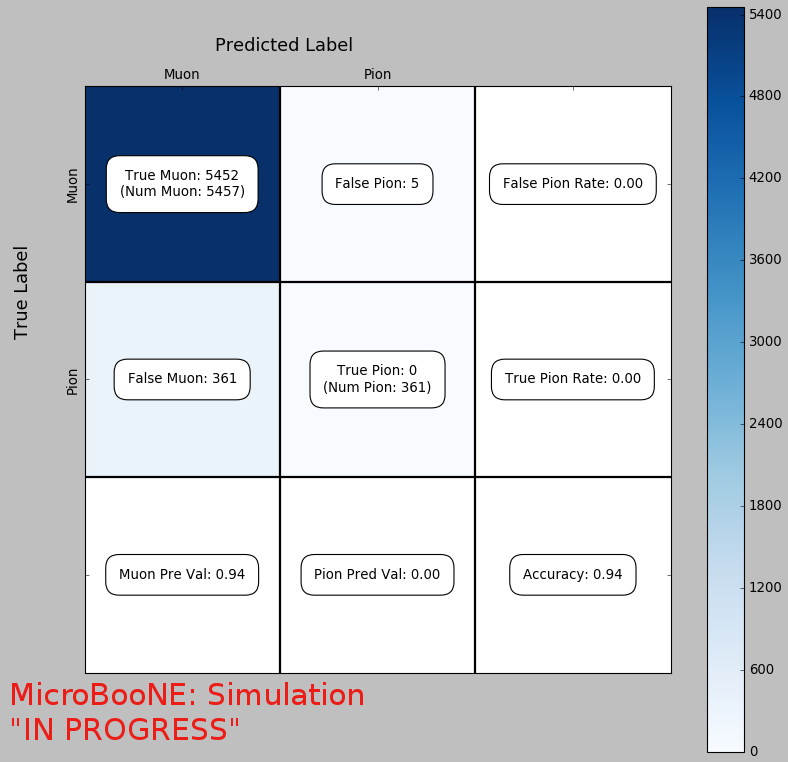 Predicted Label
Muon
Pion
True Label
Muon
True Muon: 5452
(Num Muon: 5457)
False Pion: 5
False Pion Rate: 0.00
Pion
False Muon: 361
True Pion: 0
(Num Pion: 361)
True Pion Rate: 0.00
Muon Pre Val: 0.94
Pion Pred Val: 0.00
Accuracy: 0.94
5400
4800
4200
3600
3000
2400
1800
1200
600
0
MicroBooNE: Simulation
"IN PROGRESS"